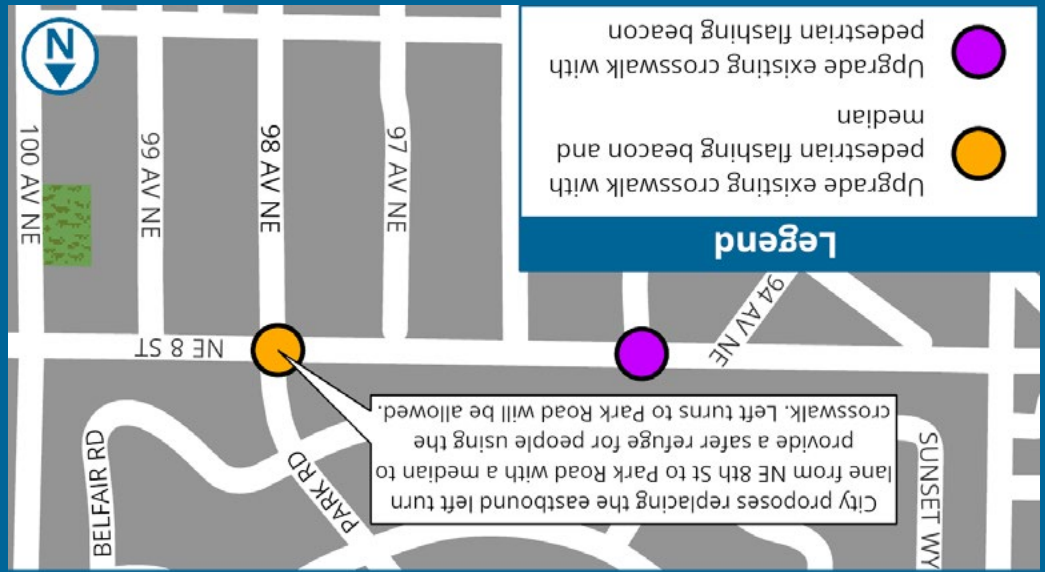 City proposes replacing the eastbound left turn
lane from NE 8th St to Park Road with a median to
provide a safer refuge for people using the
crosswalk. Left turns to Park Road will be allowed.
SUNSET WY
PARK RD
BELFAIR RD
94 AV NE
NE 8 ST
97 AV NE
98 AV NE
99 AV NE
100 AV NE
Legend
Upgrade existing crosswalk with
pedestrian flashing beacon and
median
Upgrade existing crosswalk with
pedestrian flashing beacon
N